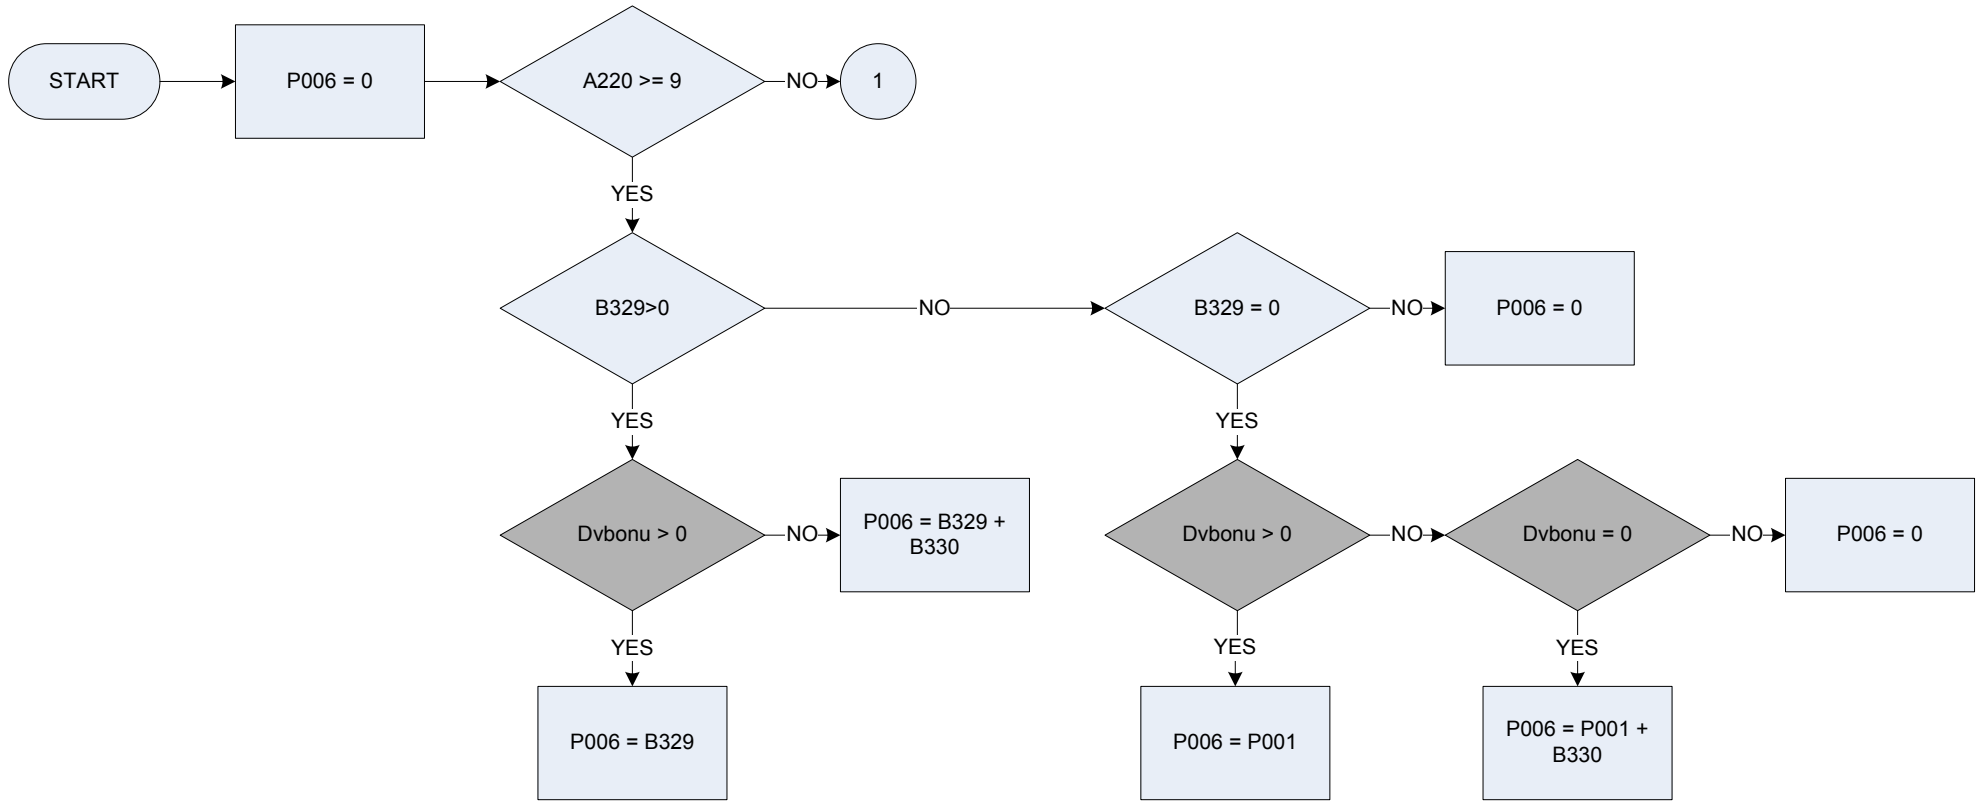 START
P006 = 0
A220 >= 9
NO
1
YES
B329>0
NO
B329 = 0
NO
P006 = 0
YES
YES
Dvbonu > 0
NO
P006 = B329 +
B330
Dvbonu > 0
NO
Dvbonu = 0
NO
P006 = 0
YES
YES
YES
P006 = B329
P006 = P001
P006 = P001 +
B330